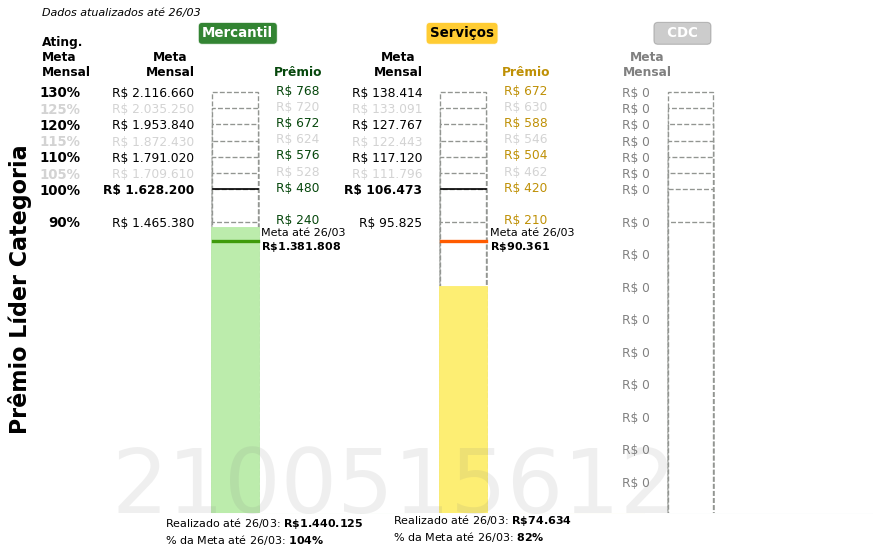 Dados atualizados até 26/03
Mercantil Serviços CDC
Ating. Meta Mensal
Meta Mensal Prêmio Meta Mensal Prêmio Meta Mensal
130% R$ 2.116.660 R$ 768 R$ 138.414 R$ 672 R$ 0
125% R$ 2.035.250 R$ 720 R$ 133.091 R$ 630 R$ 0
120% R$ 1.953.840 R$ 672 R$ 127.767 R$ 588 R$ 0
115% R$ 1.872.430 R$ 624 R$ 122.443 R$ 546 R$ 0
110% R$ 1.791.020 R$ 576 R$ 117.120 R$ 504 R$ 0
105% R$ 1.709.610 R$ 528 R$ 111.796 R$ 462 R$ 0
100% R$ 1.628.200 R$ 480 R$ 106.473 R$ 420 R$ 0
90% R$ 1.465.380 R$ 240 R$ 95.825 R$ 210 R$ 0
Meta até 26/03 Meta até 26/03
R$1.381.808 R$90.361
R$ 0
R$ 0
R$ 0
R$ 0
R$ 0
R$ 0
R$ 0
R$ 0
Prêmio Líder Categoria
2100515612
Realizado até 26/03: R$1.440.125 Realizado até 26/03: R$74.634
% da Meta até 26/03: 104% % da Meta até 26/03: 82%